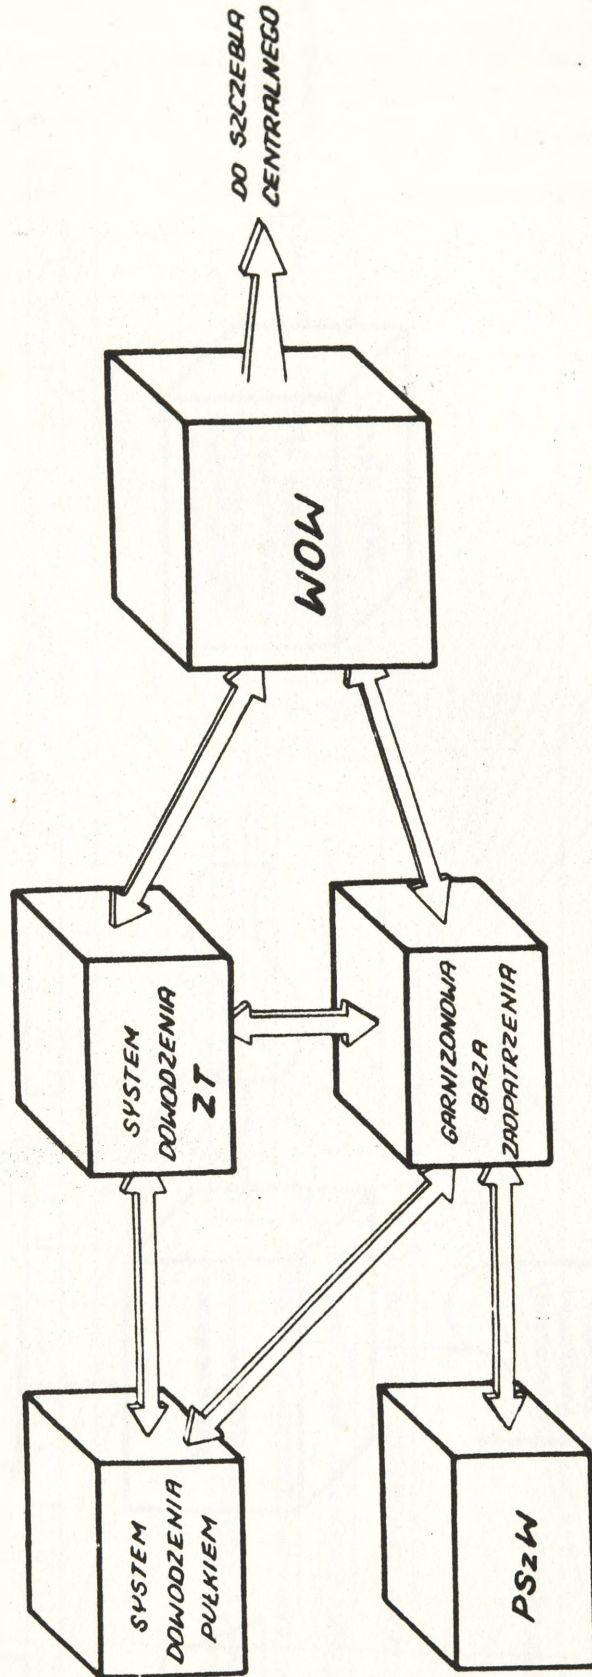 SYSTEM
DOWODZENIA
PUŁKIEM
PSzW
SYSTEM
DOWODZENIA
ZT
GARNIZONOWA
BAZA
ZAOPATRZENIA
WOW
DO SZCZEBLA
CENTRALNEGO